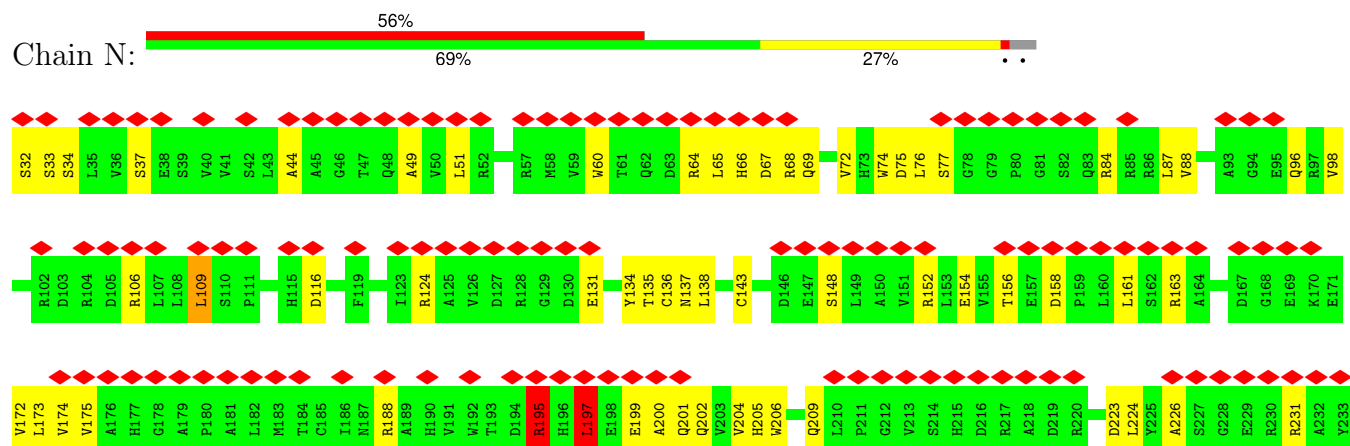 56%
Chain N:
69% 27% • •
S32 S33 S34 L35 V36 S37 E38 S39 V40 V41 S42 L43 A44 A45 G46 T47 Q48 A49 V50 L51 R52 R57 M58 V59 W60 T61 Q62 D63 R64 L65 H66 D67 R68 Q69 V72 H73 W74 D75 L76 S77 G78 G79 P80 G81 S82 Q83 R84 R85 R86 L87 V88 A93 G94 E95 Q96 R97 V98
R102 D103 R104 D105 R106 L107 L108 L109 S110 P111 H115 D116 F119 I123 R124 A125 V126 D127 R128 G129 D130 E131 Y134 T135 C136 N137 L138 C143 D146 E147 S148 L149 A150 V151 R152 L153 E154 V155 T156 E157 D158 P159 L160 L161 S162 R163 A164 D167 G168 E169 K170 E171
V172 L173 V174 V175 A176 H177 G178 A179 P180 A181 L182 M183 T184 C185 I186 N187 R188 A189 H190 V191 W192 T193 D194 R195 H196 L197 E198 E199 A200 Q201 Q202 V203 V204 H205 W206 Q209 L210 P211 G212 V213 S214 H215 D216 R217 A218 D219 R220 D223 L224 Y225 A226 S227 G228 E229 R230 R231 A232 Y233